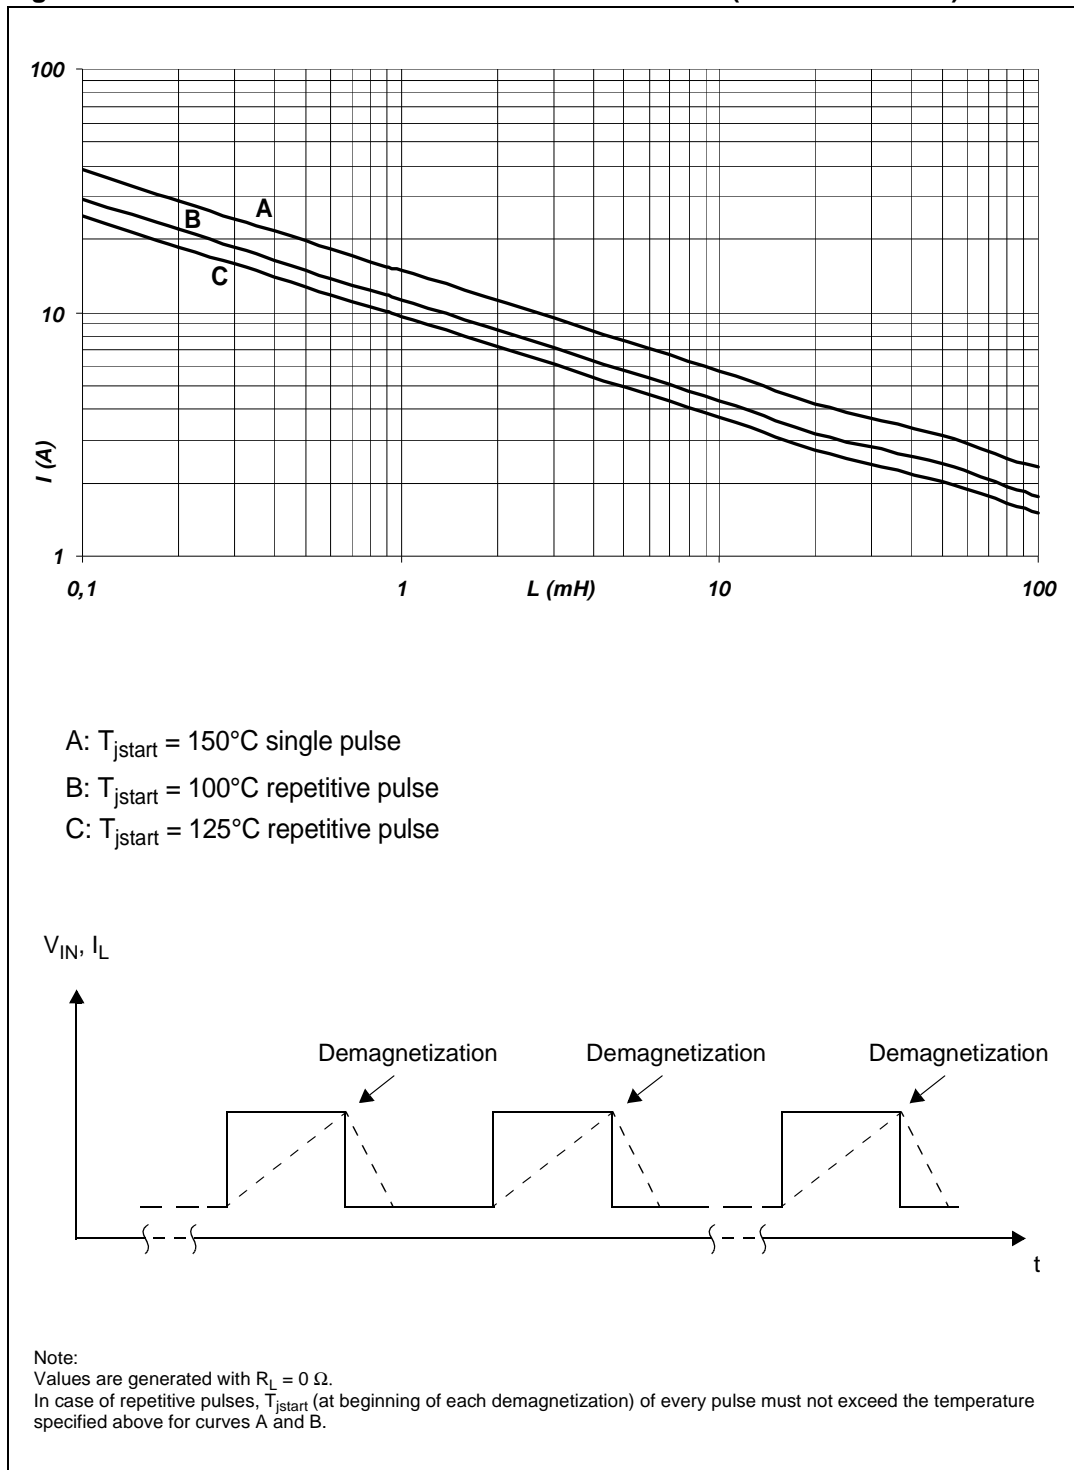 100
A
B
C
10
I (A)
1
0,1
1
L (mH)
10
100
A: Tjstart = 150°C single pulse
B: Tjstart = 100°C repetitive pulse
C: Tjstart = 125°C repetitive pulse
VIN, IL
Demagnetization
Demagnetization
Demagnetization
t
Note:
Values are generated with RL = 0 Ω.
In case of repetitive pulses, Tjstart (at beginning of each demagnetization) of every pulse must not exceed the temperature
specified above for curves A and B.